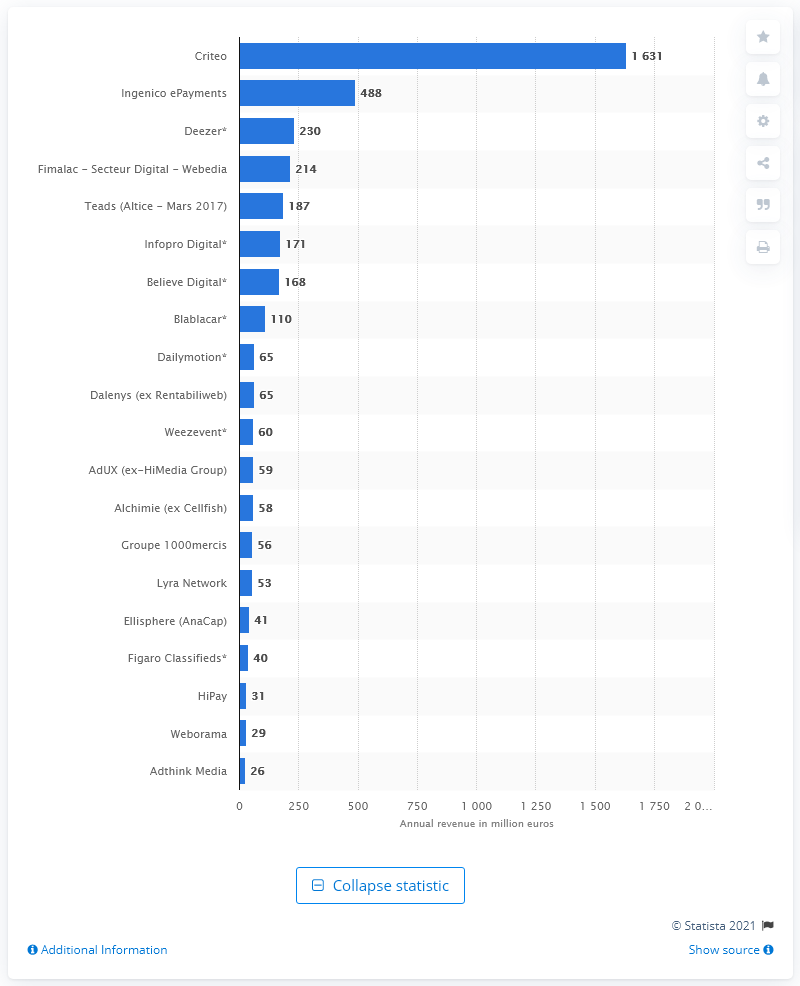 Criteo 1 631
Ingenico ePayments 488
Deezer* 230
Fimalac - Secteur Digital - Webedia 214
Teads (Altice - Mars 2017) 187
Infopro Digital* 171
Believe Digital* 168
Blablacar* 110
Dailymotion* 65
Dalenys (ex Rentabiliweb) 65
Weezevent* 60
AdUX (ex-HiMedia Group) 59
Alchimie (ex Cellfish) 58
Groupe 1000mercis 56
Lyra Network 53
Ellisphere (AnaCap) 41
Figaro Classifieds* 40
HiPay 31
Weborama 29
Adthink Media 26
0 250 500 750 1 000 1 250 1 500 1 750 2 0...
Annual revenue in million euros
Collapse statistic
© Statista 2021
Additional Information Show source